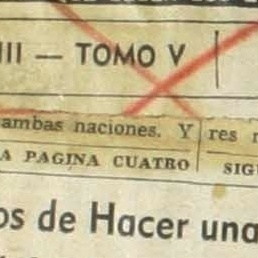 III — TOMO V
ambas naciones. Y res
A PAGINA CUATRO SIG
os de Hacer una